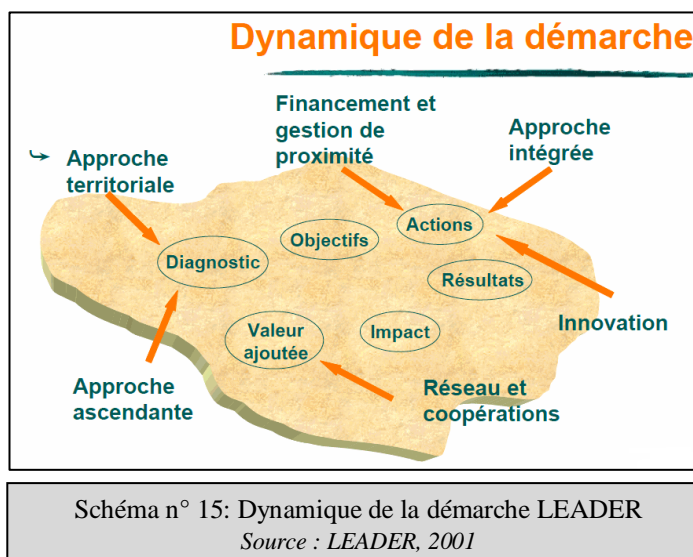 Dynamique de la démarche
Financement et
gestion de
proximité
Approche
intégrée
Approche
territoriale
Actions
Objectifs
Diagnostic
Résultats
Innovation
Valeur
ajoutée
Impact
Approche
ascendante
Réseau et
coopérations
Schéma n° 15: Dynamique de la démarche LEADER
Source : LEADER, 2001